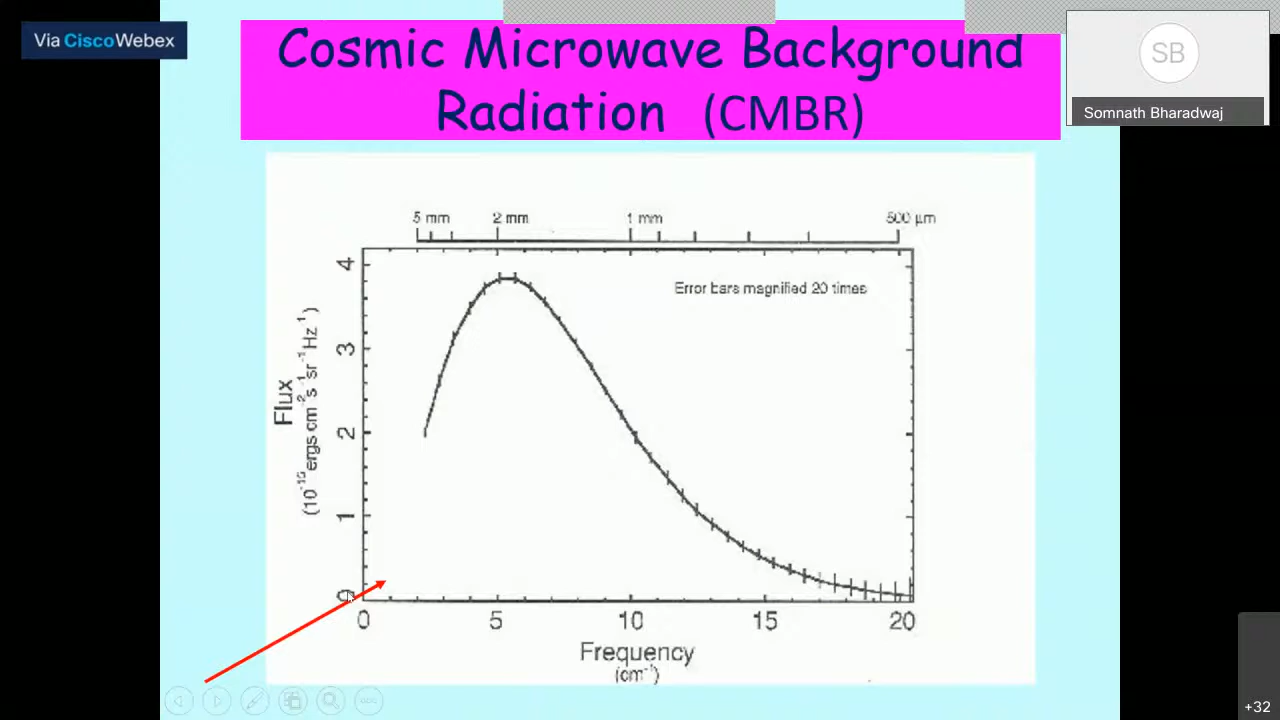 Via Cisco Webex
Cosmic Microwave Background
Radiation (CMBR)
SB
Somnath Bharadwaj
5 mm 2 mm 1 mm 500 μm
Error bars magnified 20 times
4
3
2
1
0
Flux
(10⁻¹⁵ ergs cm⁻² s⁻¹ sr⁻¹ Hz⁻¹)
0 5 10 15 20
Frequency
(cm⁻¹)
+32